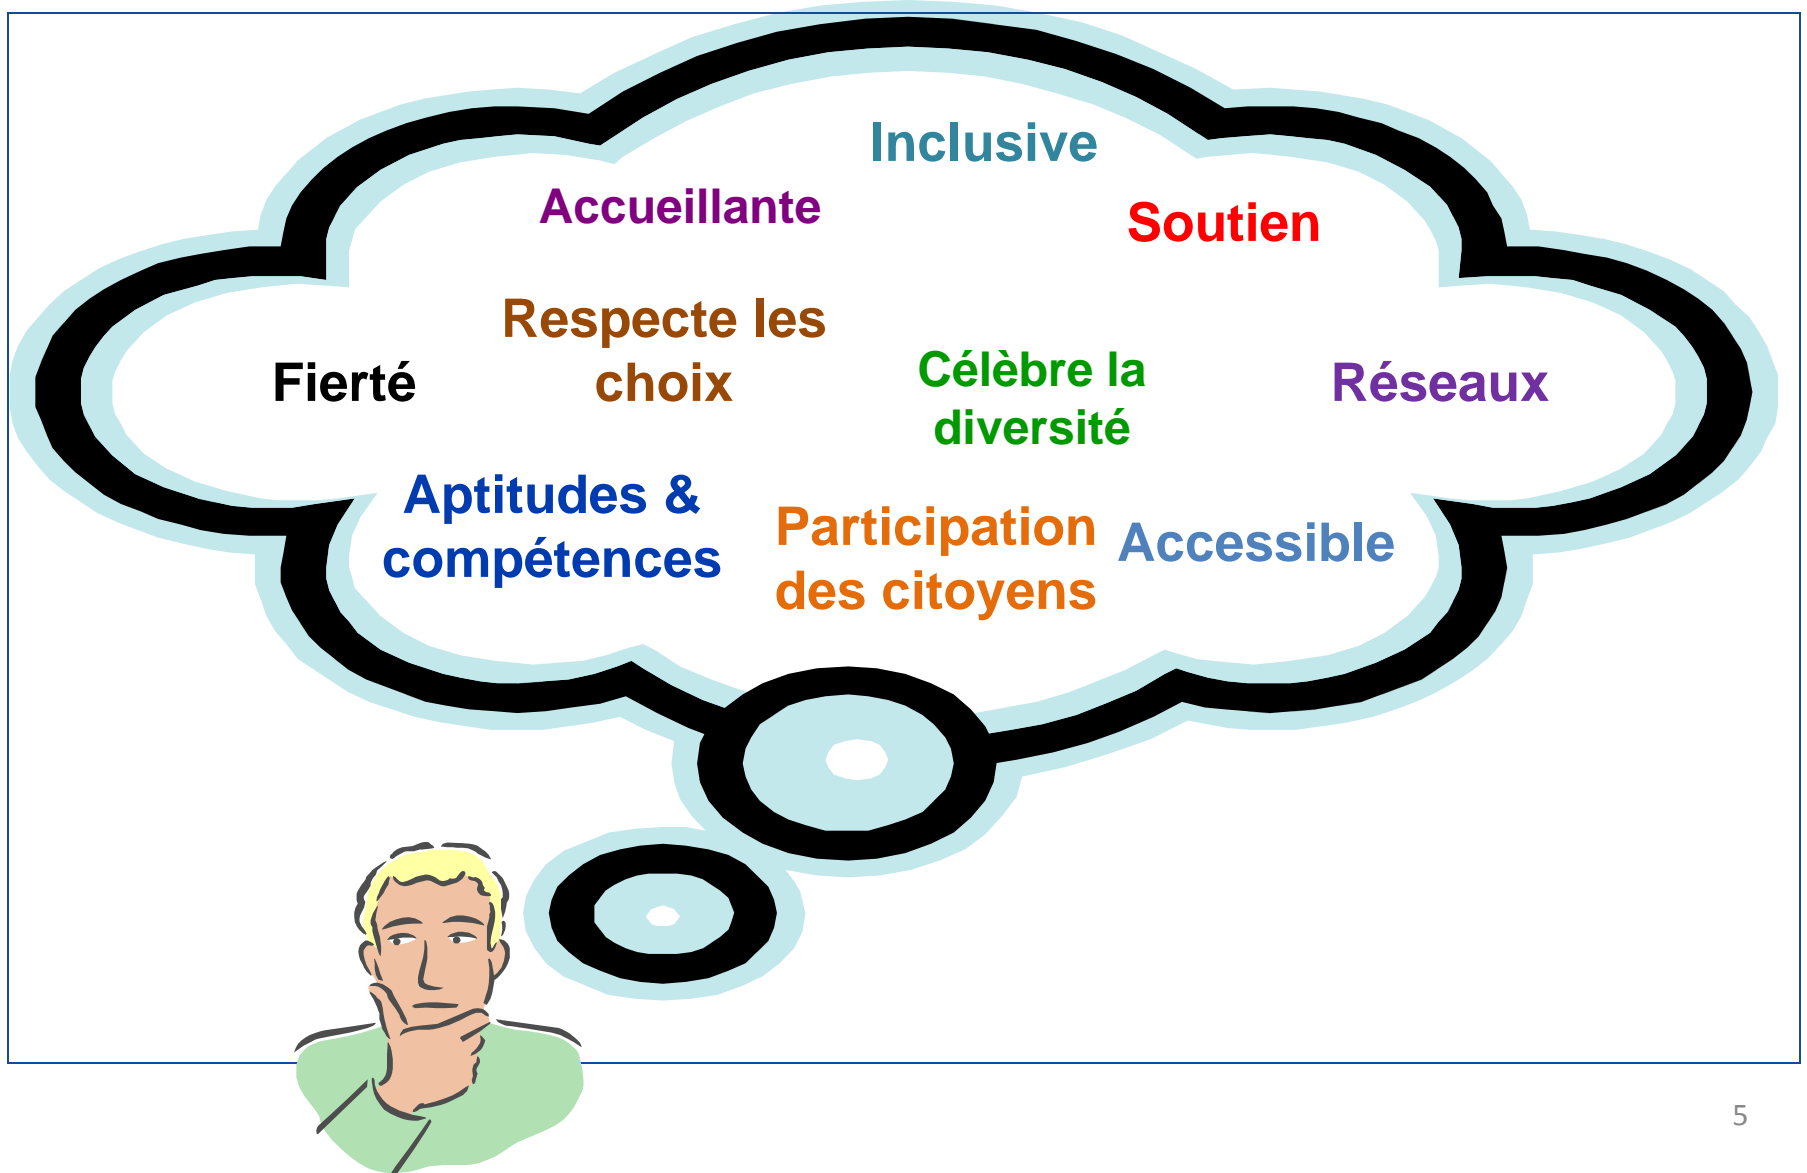 Inclusive
Accueillante
Soutien
Respecte les
choix
Fierté
Célèbre la
diversité
Réseaux
Aptitudes &
compétences
Participation
des citoyens
Accessible
5